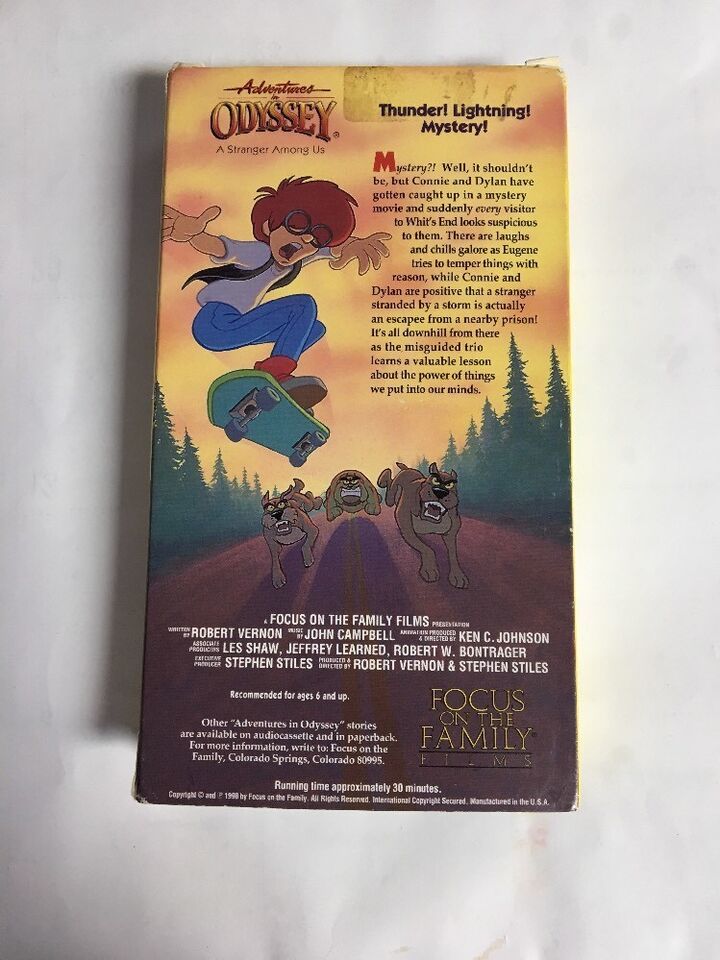 Adventures
in
ODYSSEY®
A Stranger Among Us
Thunder! Lightning!
Mystery!
Mystery?! Well, it shouldn't
be, but Connie and Dylan have
gotten caught up in a mystery
movie and suddenly every visitor
to Whit's End looks suspicious
to them. There are laughs
and chills galore as Eugene
tries to temper things with
reason, while Connie and
Dylan are positive that a stranger
stranded by a storm is actually
an escapee from a nearby prison!
It's all downhill from there
as the misguided trio
learns a valuable lesson
about the power of things
we put into our minds.
A FOCUS ON THE FAMILY FILMS PRESENTATION
WRITTEN BY ROBERT VERNON MUSIC BY JOHN CAMPBELL ANIMATION PRODUCED & DIRECTED BY KEN C. JOHNSON
ASSOCIATE PRODUCERS LES SHAW, JEFFREY LEARNED, ROBERT W. BONTRAGER
EXECUTIVE PRODUCER STEPHEN STILES PRODUCED & DIRECTED BY ROBERT VERNON & STEPHEN STILES
Recommended for ages 6 and up.
Other "Adventures in Odyssey" stories
are available on audiocassette and in paperback.
For more information, write to: Focus on the
Family, Colorado Springs, Colorado 80995.
FOCUS
ON THE
FAMILY®
FILMS
Running time approximately 30 minutes.
Copyright © and ℗ 1998 by Focus on the Family. All Rights Reserved. International Copyright Secured. Manufactured in the U.S.A.